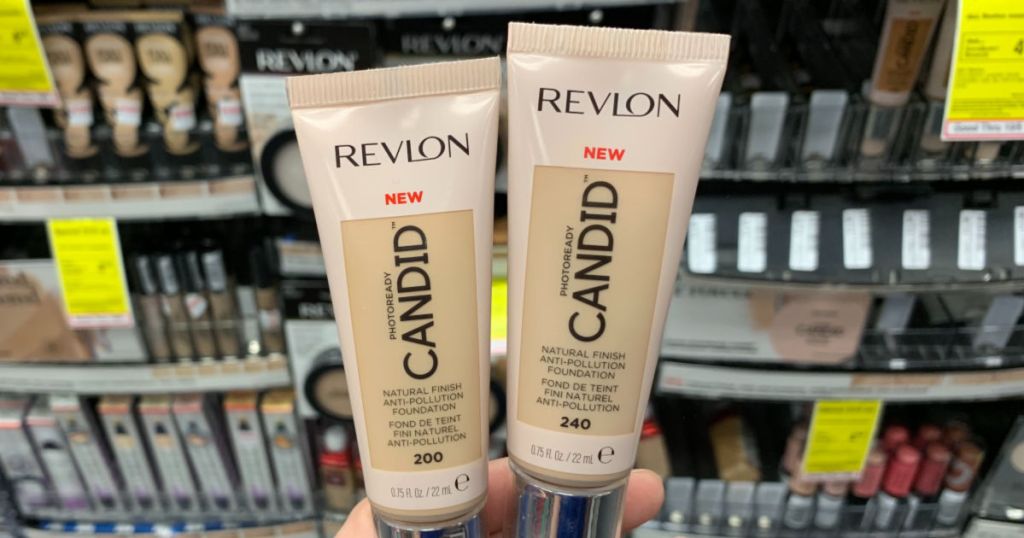 REVLON
REVLON
NEW
PHOTOREADY
CANDID™
NATURAL FINISH
ANTI-POLLUTION
FOUNDATION
FOND DE TEINT
FINI NATUREL
ANTI-POLLUTION
200
0.75 fl. Oz. / 22 mL ℮
REVLON
NEW
PHOTOREADY
CANDID™
NATURAL FINISH
ANTI-POLLUTION
FOUNDATION
FOND DE TEINT
FINI NATUREL
ANTI-POLLUTION
240
0.75 fl. Oz. / 22 mL ℮